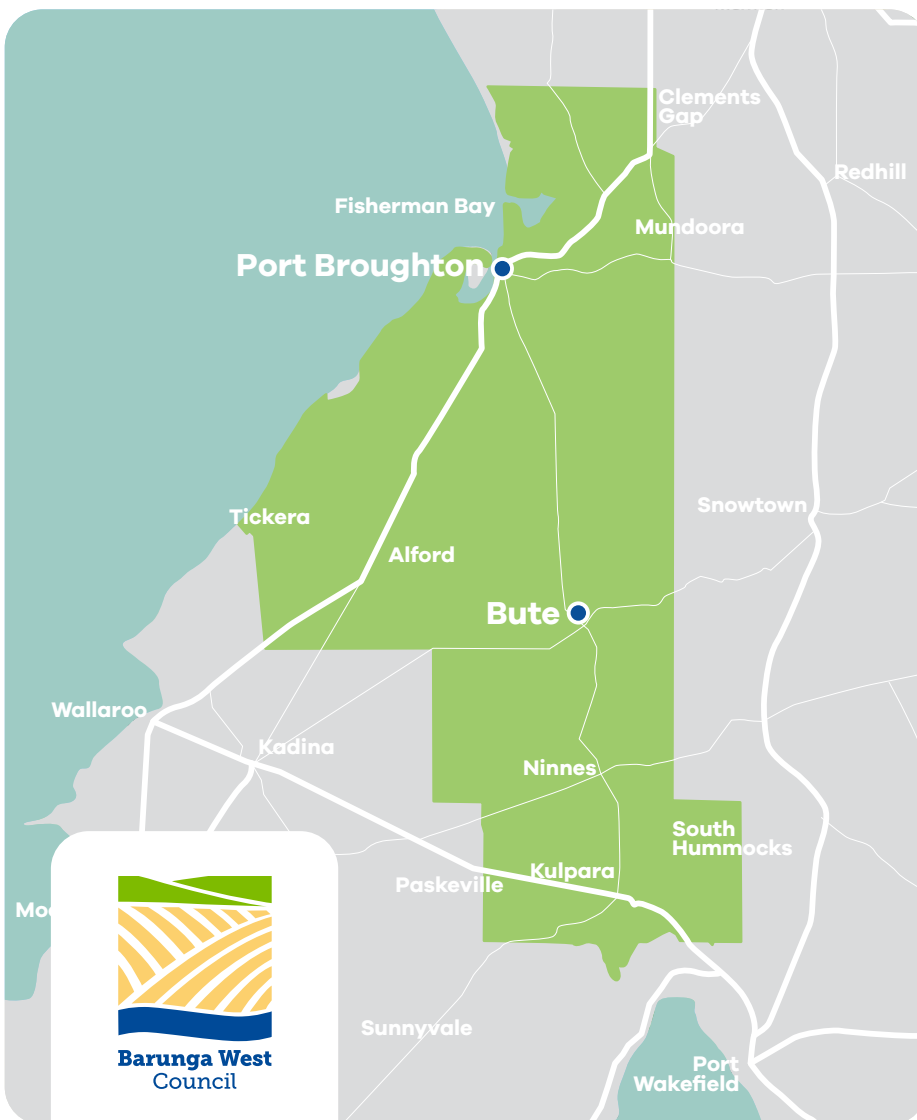 Clements
Gap
Redhill
Fisherman Bay
Mundoora
Port Broughton
Snowtown
Tickera
Alford
Bute
Wallaroo
Kadina
Ninnes
South
Hummocks
Kulpara
Paskeville
Sunnyvale
Port
Wakefield
Barunga West
Council